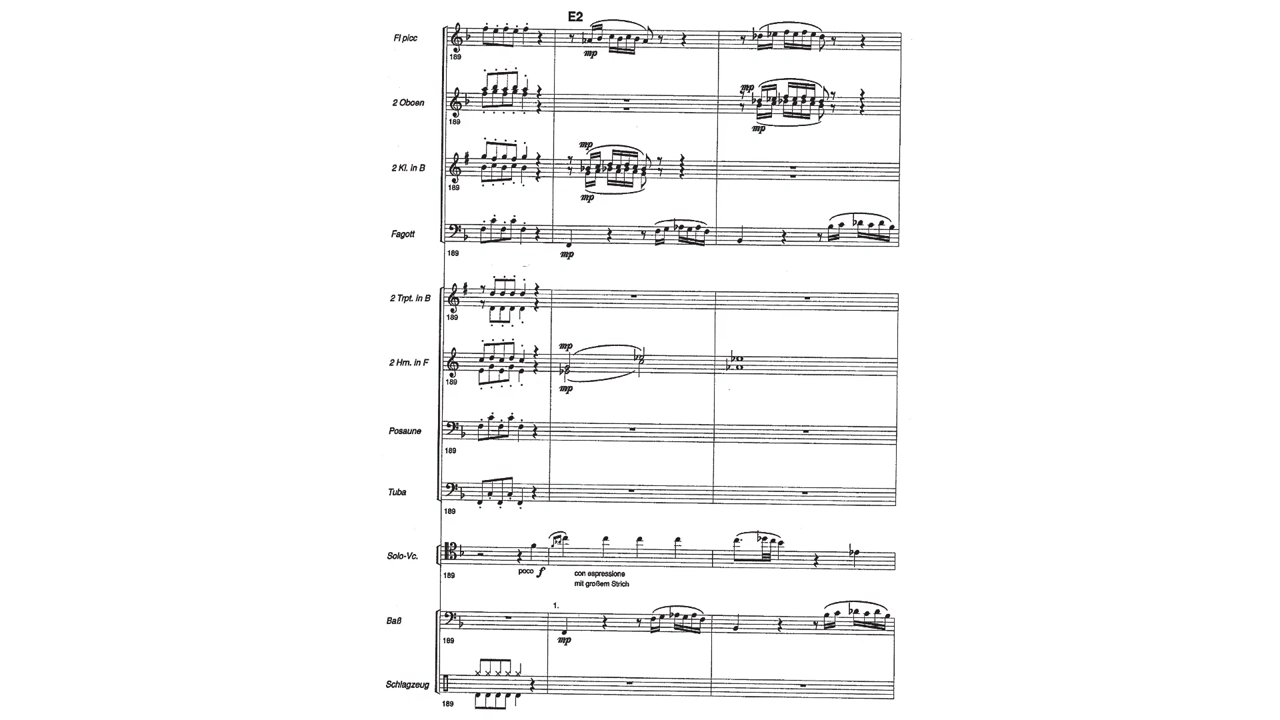 E2
Fl picc
189
mp
2 Oboen
189
mp
mp
2 Kl. in B
189
mp
mp
Fagott
189
mp
2 Trpt. in B
189
2 Hrn. in F
189
mp
mp
Posaune
189
Tuba
189
Solo-Vc.
189
poco f
con espressione
mit großem Strich
1.
Baß
189
mp
Schlagzeug
189